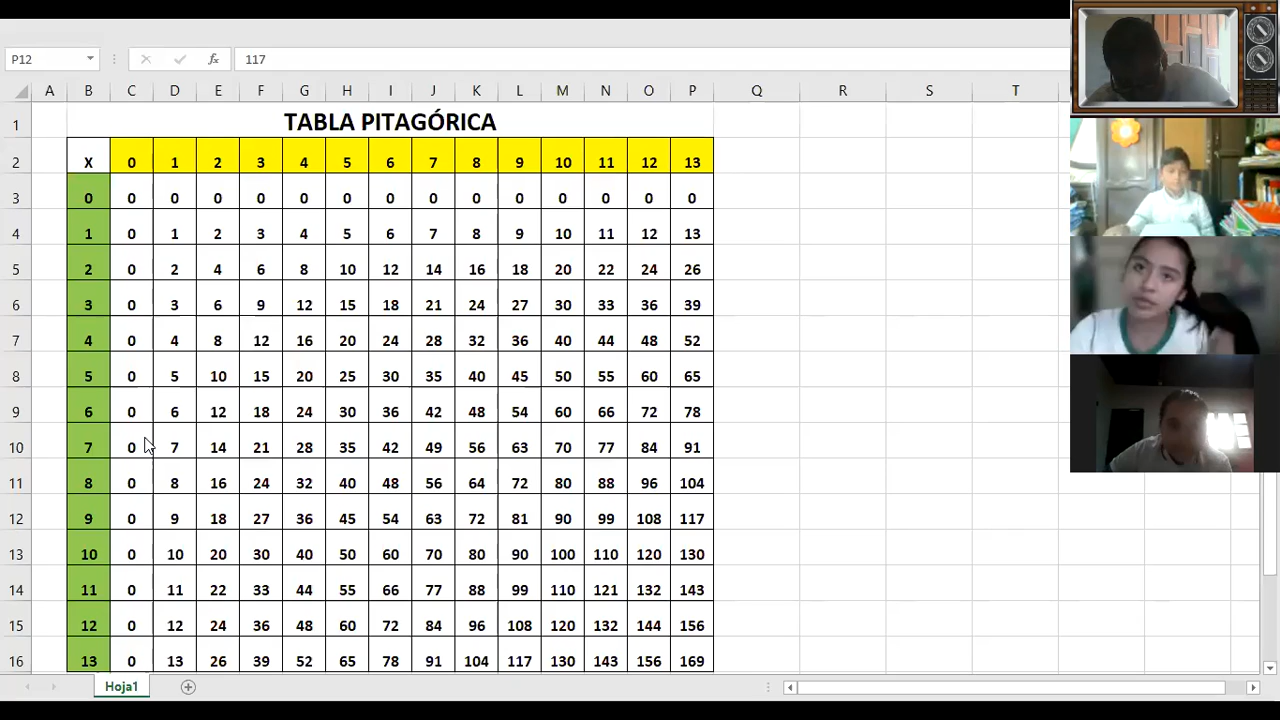 P12 fx 117
A B C D E F G H I J K L M N O P Q R S T
1 TABLA PITAGÓRICA
2 X 0 1 2 3 4 5 6 7 8 9 10 11 12 13
3 0 0 0 0 0 0 0 0 0 0 0 0 0 0 0
4 1 0 1 2 3 4 5 6 7 8 9 10 11 12 13
5 2 0 2 4 6 8 10 12 14 16 18 20 22 24 26
6 3 0 3 6 9 12 15 18 21 24 27 30 33 36 39
7 4 0 4 8 12 16 20 24 28 32 36 40 44 48 52
8 5 0 5 10 15 20 25 30 35 40 45 50 55 60 65
9 6 0 6 12 18 24 30 36 42 48 54 60 66 72 78
10 7 0 7 14 21 28 35 42 49 56 63 70 77 84 91
11 8 0 8 16 24 32 40 48 56 64 72 80 88 96 104
12 9 0 9 18 27 36 45 54 63 72 81 90 99 108 117
13 10 0 10 20 30 40 50 60 70 80 90 100 110 120 130
14 11 0 11 22 33 44 55 66 77 88 99 110 121 132 143
15 12 0 12 24 36 48 60 72 84 96 108 120 132 144 156
16 13 0 13 26 39 52 65 78 91 104 117 130 143 156 169
Hoja1